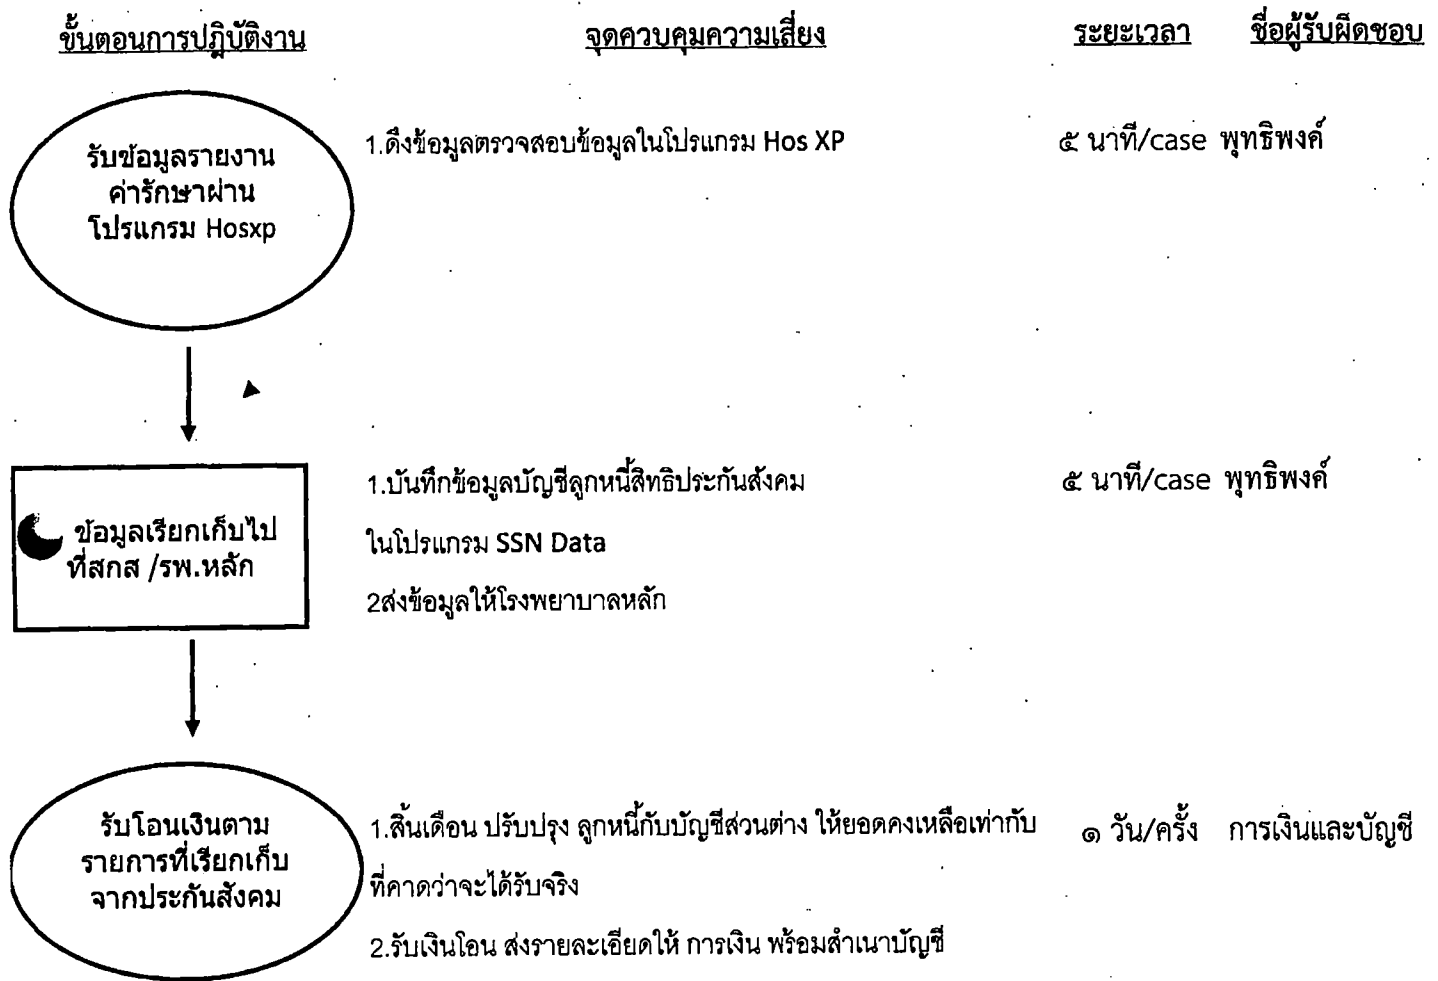 ขั้นตอนการปฏิบัติงาน จุดควบคุมความเสี่ยง ระยะเวลา ชื่อผู้รับผิดชอบ
รับข้อมูลรายงาน
ค่ารักษาผ่าน
โปรแกรม Hosxp
1.ดึงข้อมูลตรวจสอบข้อมูลในโปรแกรม Hos XP
๕ นาที/case พุทธิพงค์
ข้อมูลเรียกเก็บไป
ที่สกส /รพ.หลัก
1.บันทึกข้อมูลบัญชีลูกหนี้สิทธิประกันสังคม
ในโปรแกรม SSN Data
2ส่งข้อมูลให้โรงพยาบาลหลัก
๕ นาที/case พุทธิพงค์
รับโอนเงินตาม
รายการที่เรียกเก็บ
จากประกันสังคม
1.สิ้นเดือน ปรับปรุง ลูกหนี้กับบัญชีส่วนต่าง ให้ยอดคงเหลือเท่ากับ
ที่คาดว่าจะได้รับจริง
2.รับเงินโอน ส่งรายละเอียดให้ การเงิน พร้อมสำเนาบัญชี
๑ วัน/ครั้ง การเงินและบัญชี